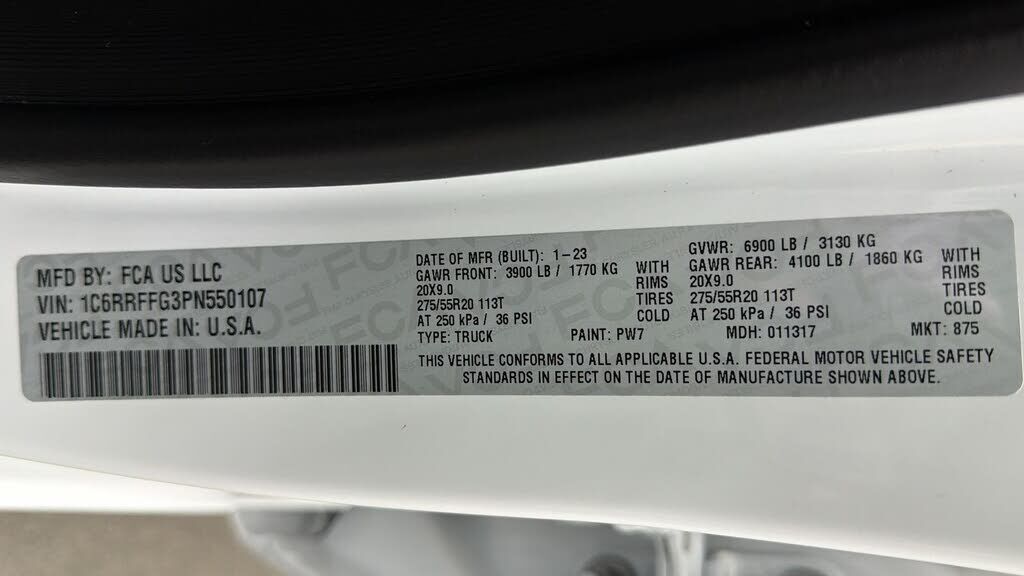 MFD BY: FCA US LLC
VIN: 1C6RRFFG3PN550107
VEHICLE MADE IN: U.S.A.
DATE OF MFR (BUILT): 1-23 GVWR: 6900 LB / 3130 KG
GAWR FRONT: 3900 LB / 1770 KG WITH GAWR REAR: 4100 LB / 1860 KG WITH
20X9.0 RIMS 20X9.0 RIMS
275/55R20 113T TIRES 275/55R20 113T TIRES
AT 250 kPa / 36 PSI COLD AT 250 kPa / 36 PSI COLD
TYPE: TRUCK PAINT: PW7 MDH: 011317 MKT: 875
THIS VEHICLE CONFORMS TO ALL APPLICABLE U.S.A. FEDERAL MOTOR VEHICLE SAFETY
STANDARDS IN EFFECT ON THE DATE OF MANUFACTURE SHOWN ABOVE.